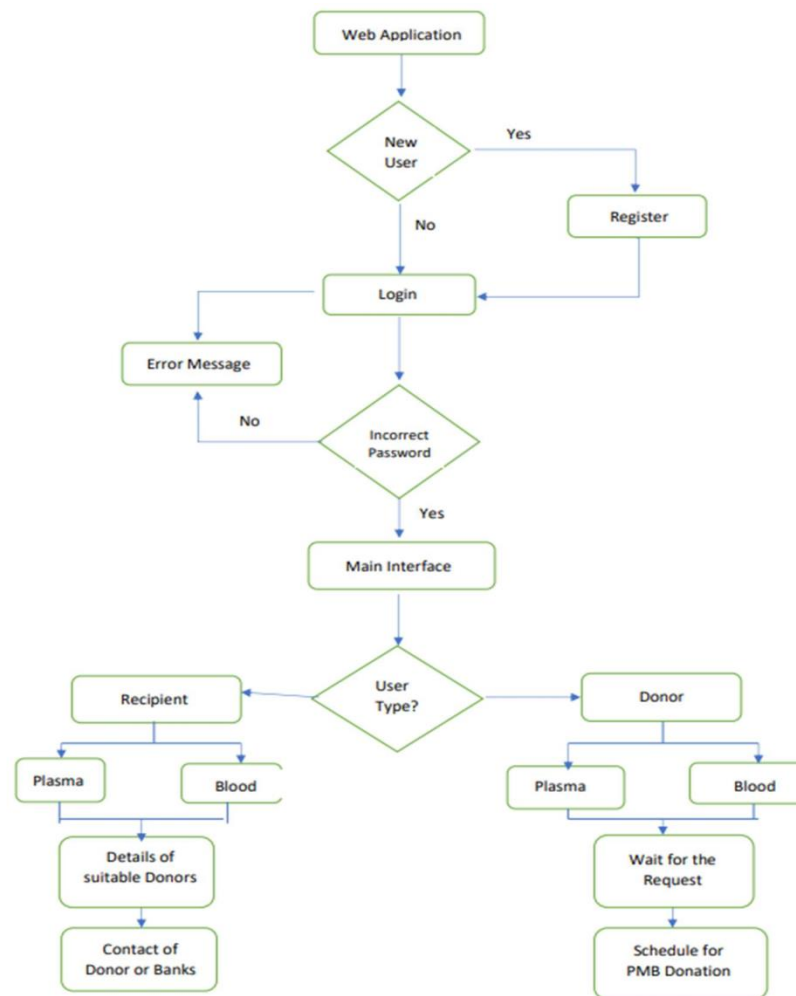 Web Application
New
User
Yes
Register
No
Login
Error Message
No
Incorrect
Password
Yes
Main Interface
User
Type?
Recipient
Donor
Plasma
Blood
Plasma
Blood
Details of
suitable Donors
Wait for the
Request
Contact of
Donor or Banks
Schedule for
PMB Donation